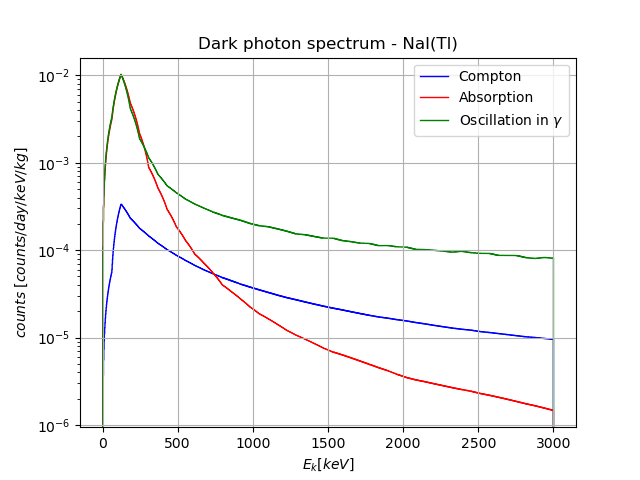 Dark photon spectrum - NaI(Tl)
Compton
Absorption
Oscillation in γ
counts [counts/day/keV/kg]
10⁻²
10⁻³
10⁻⁴
10⁻⁵
10⁻⁶
0 500 1000 1500 2000 2500 3000
Eₖ[keV]